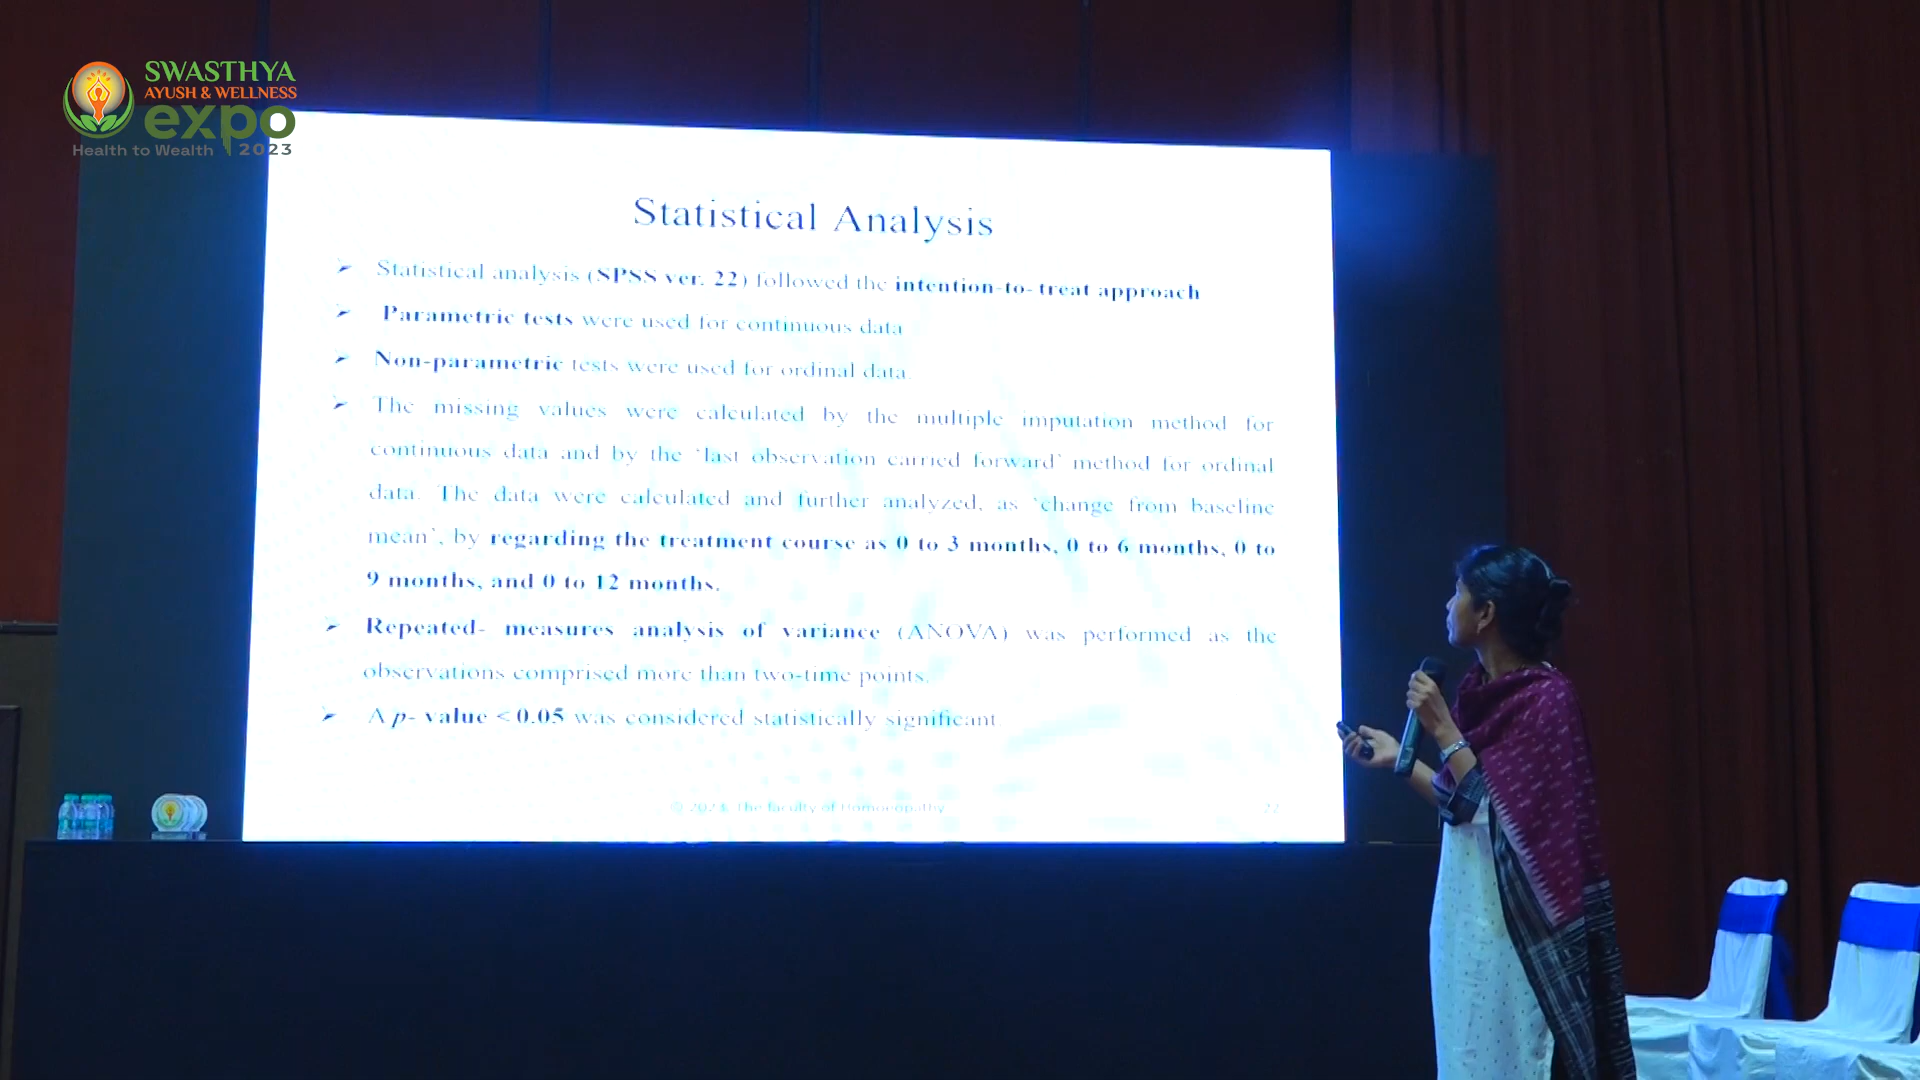 SWASTHYA
AYUSH & WELLNESS
expo
Health to Wealth 2023
Statistical Analysis
➢ Statistical analysis (SPSS ver. 22) followed the intention-to- treat approach
➢ Parametric tests were used for continuous data
➢ Non-parametric tests were used for ordinal data.
➢ The missing values were calculated by the multiple imputation method for
continuous data and by the ‘last observation carried forward’ method for ordinal
data. The data were calculated and further analyzed, as ‘change from baseline
mean’, by regarding the treatment course as 0 to 3 months, 0 to 6 months, 0 to
9 months, and 0 to 12 months.
➢ Repeated- measures analysis of variance (ANOVA) was performed as the
observations comprised more than two-time points.
➢ A p- value < 0.05 was considered statistically significant.
© 2023. The faculty of Homoeopathy 22